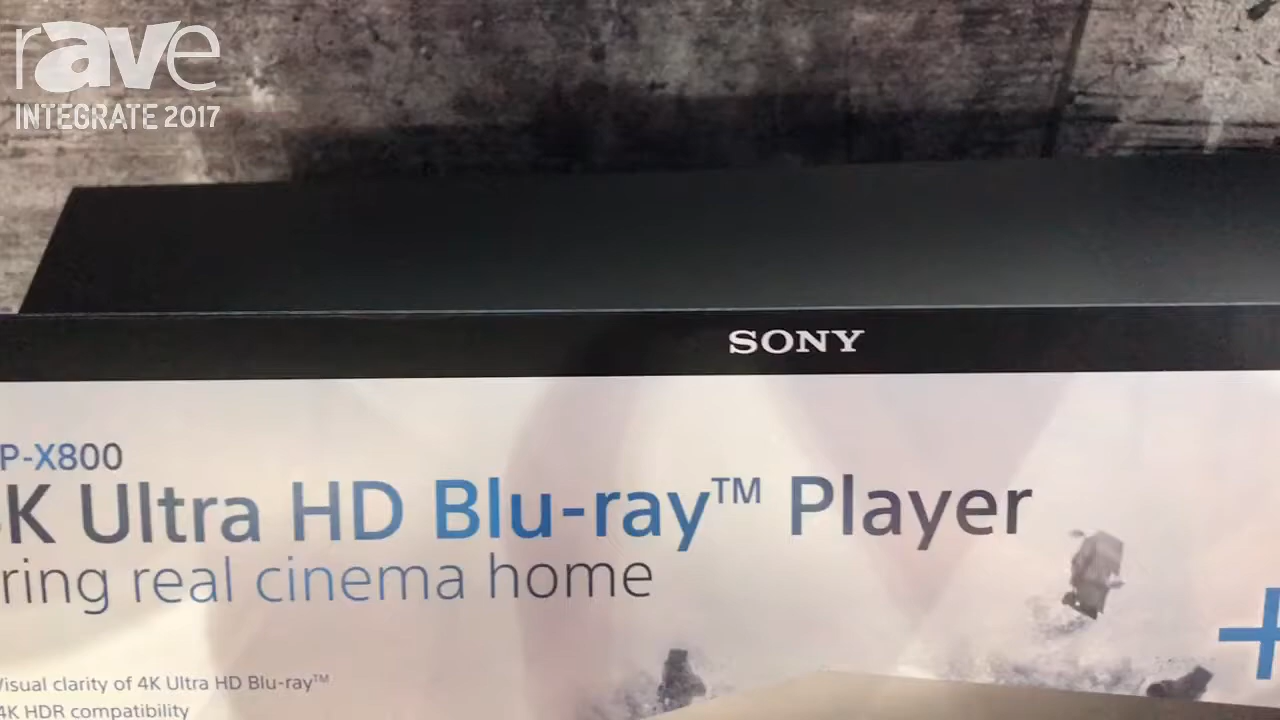 rave
INTEGRATE 2017
SONY
P-X800
K Ultra HD Blu-ray™ Player
ring real cinema home
Visual clarity of 4K Ultra HD Blu-ray™
4K HDR compatibility
+